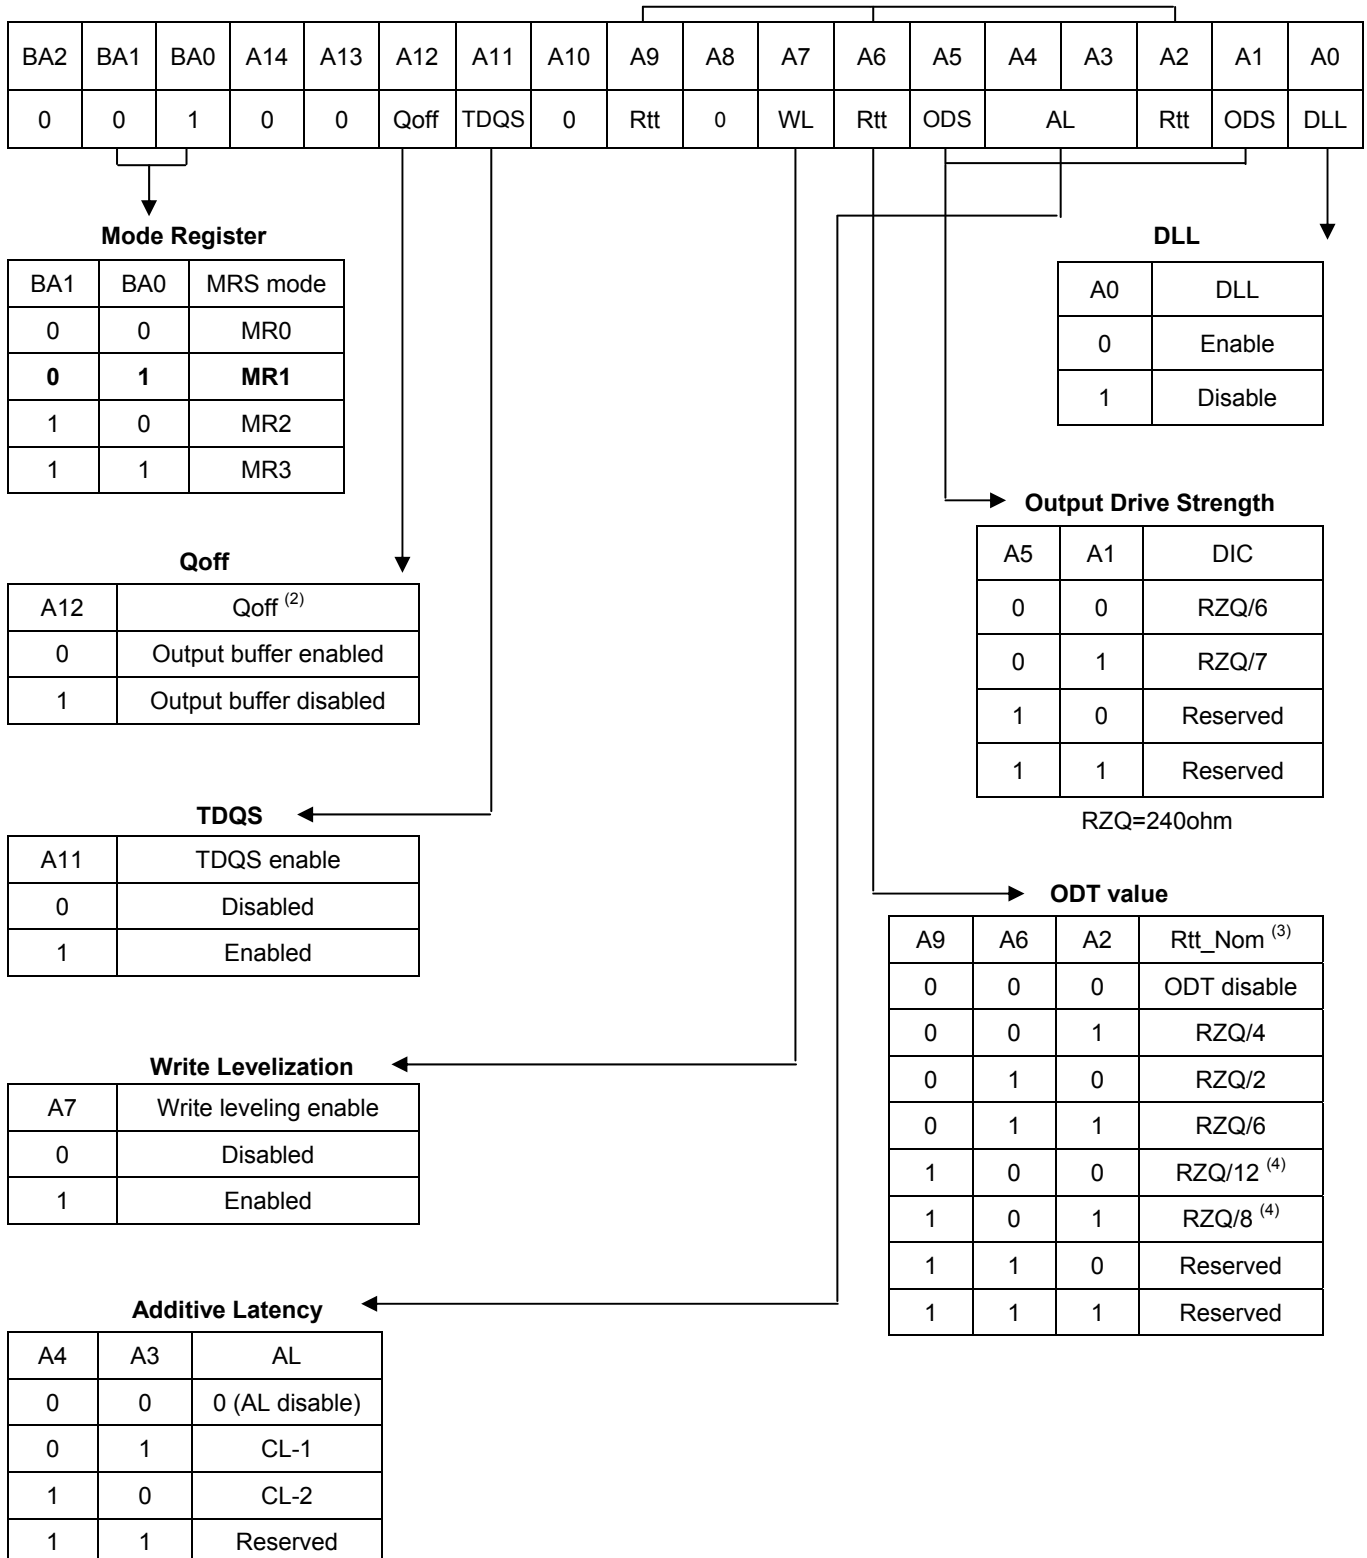 BA2 BA1 BA0 A14 A13 A12 A11 A10 A9 A8 A7 A6 A5 A4 A3 A2 A1 A0
0 0 1 0 0 Qoff TDQS 0 Rtt 0 WL Rtt ODS AL Rtt ODS DLL
Mode Register
BA1 BA0 MRS mode
0 0 MR0
0 1 MR1
1 0 MR2
1 1 MR3
DLL
A0 DLL
0 Enable
1 Disable
Qoff
A12 Qoff (2)
0 Output buffer enabled
1 Output buffer disabled
Output Drive Strength
A5 A1 DIC
0 0 RZQ/6
0 1 RZQ/7
1 0 Reserved
1 1 Reserved
RZQ=240ohm
TDQS
A11 TDQS enable
0 Disabled
1 Enabled
ODT value
A9 A6 A2 Rtt_Nom (3)
0 0 0 ODT disable
0 0 1 RZQ/4
0 1 0 RZQ/2
0 1 1 RZQ/6
1 0 0 RZQ/12 (4)
1 0 1 RZQ/8 (4)
1 1 0 Reserved
1 1 1 Reserved
Write Levelization
A7 Write leveling enable
0 Disabled
1 Enabled
Additive Latency
A4 A3 AL
0 0 0 (AL disable)
0 1 CL-1
1 0 CL-2
1 1 Reserved